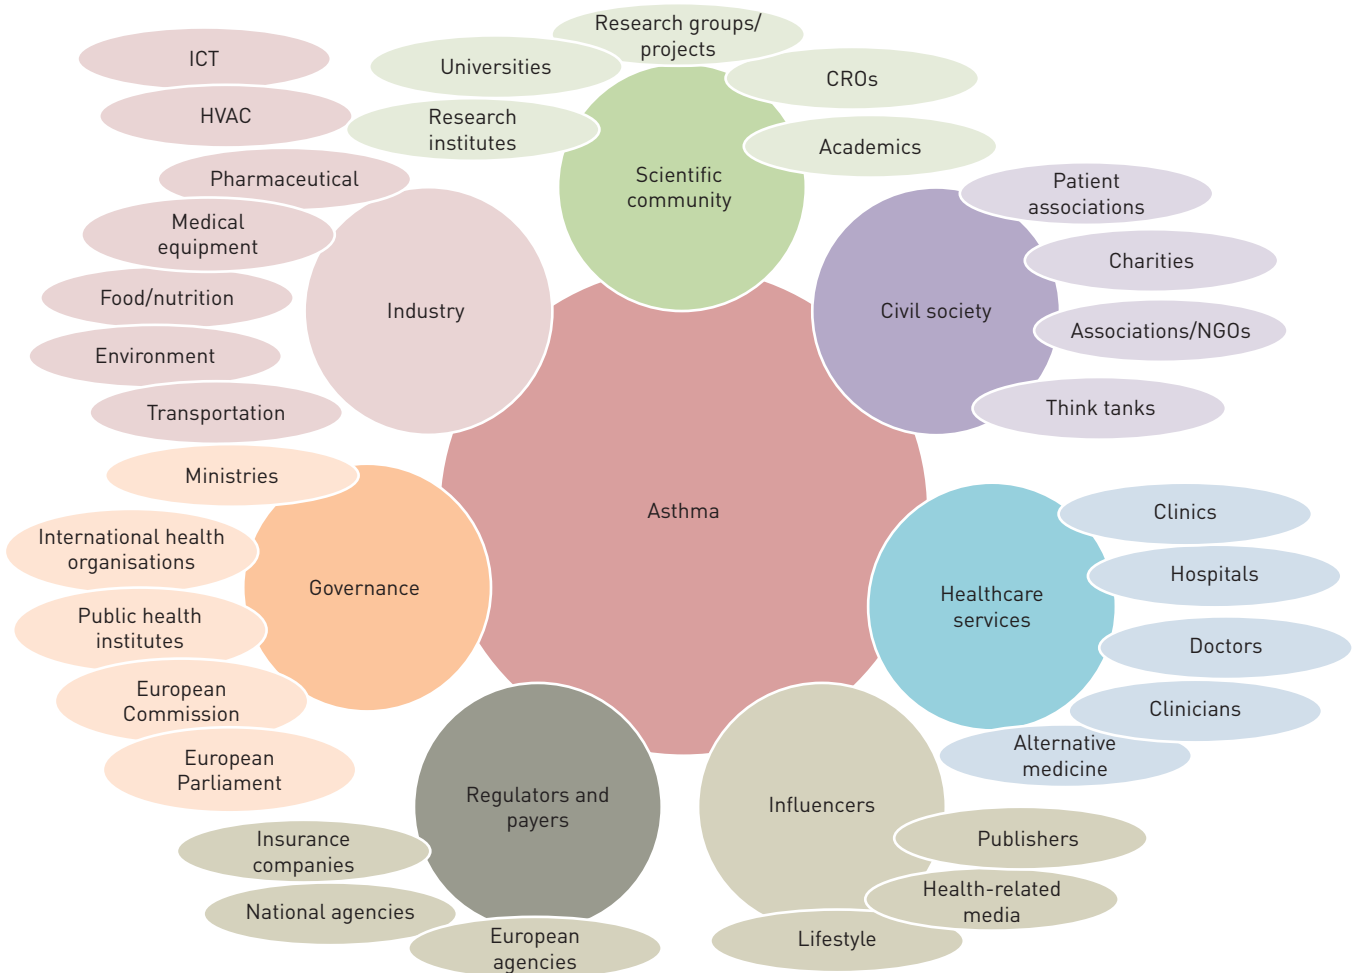 Research groups/
projects
Universities
CROs
Research
institutes
Academics
Scientific
community
ICT
HVAC
Pharmaceutical
Medical
equipment
Food/nutrition
Environment
Transportation
Industry
Patient
associations
Charities
Associations/NGOs
Think tanks
Civil society
Asthma
Ministries
International health
organisations
Public health
institutes
European
Commission
European
Parliament
Governance
Clinics
Hospitals
Doctors
Clinicians
Alternative
medicine
Healthcare
services
Regulators and
payers
Insurance
companies
National agencies
European
agencies
Influencers
Publishers
Health-related
media
Lifestyle